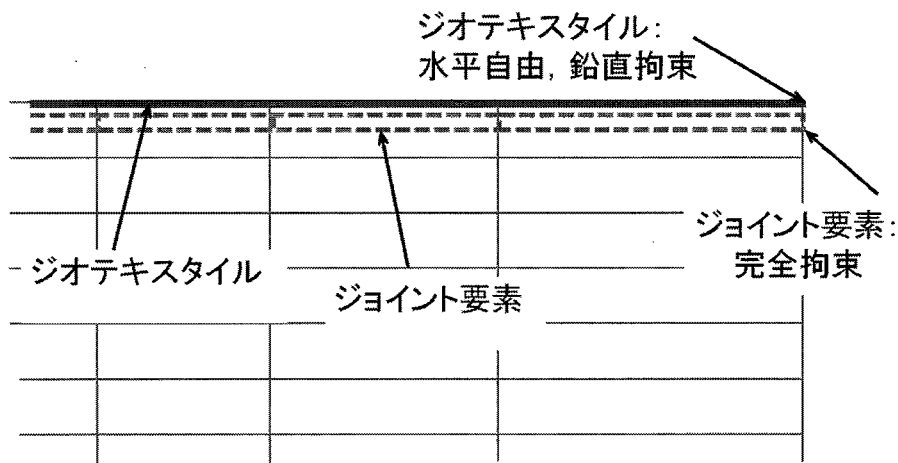 ジオテキスタイル：
水平自由，鉛直拘束
ジョイント要素：
完全拘束
ジオテキスタイル
ジョイント要素